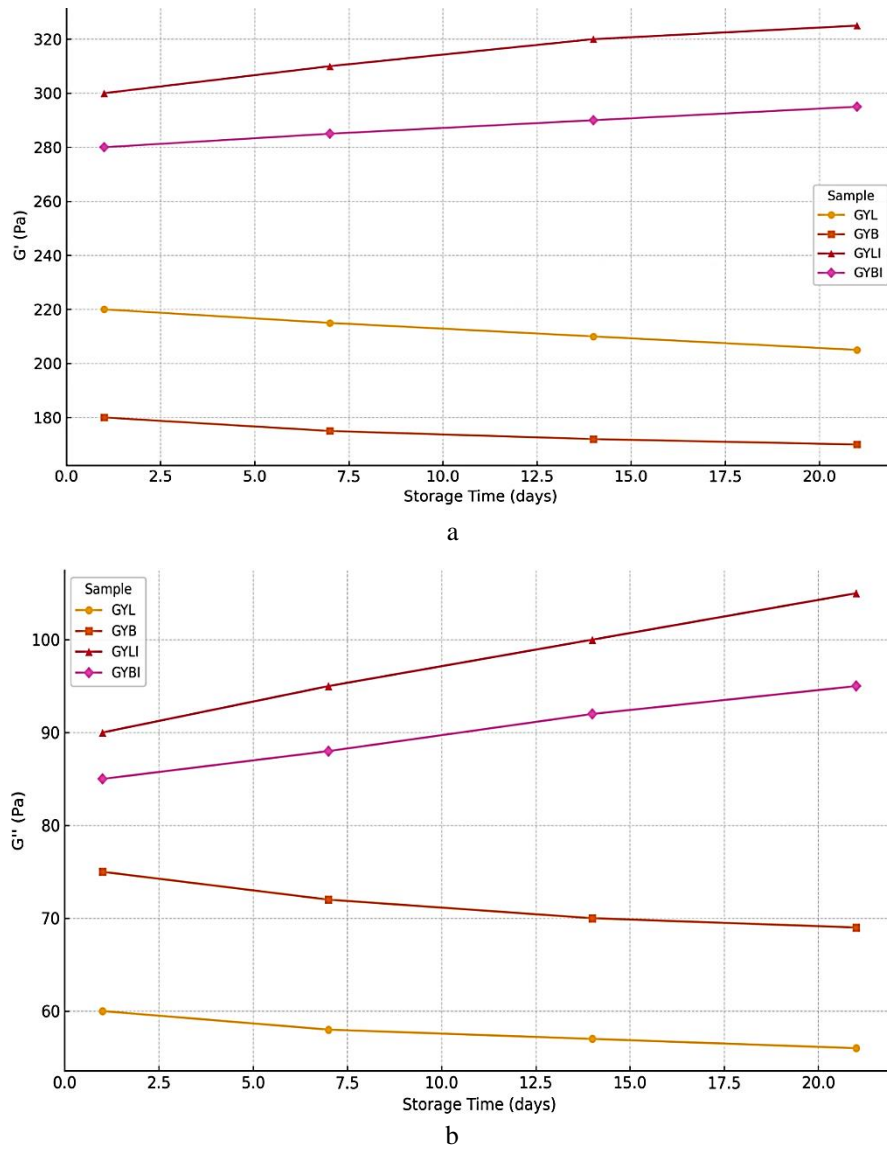 320
300
280
260
240
220
200
180
G' (Pa)
Sample
GYL
GYB
GYLI
GYBI
0.0 2.5 5.0 7.5 10.0 12.5 15.0 17.5 20.0
Storage Time (days)
a
Sample
GYL
GYB
GYLI
GYBI
100
90
80
70
60
G'' (Pa)
0.0 2.5 5.0 7.5 10.0 12.5 15.0 17.5 20.0
Storage Time (days)
b